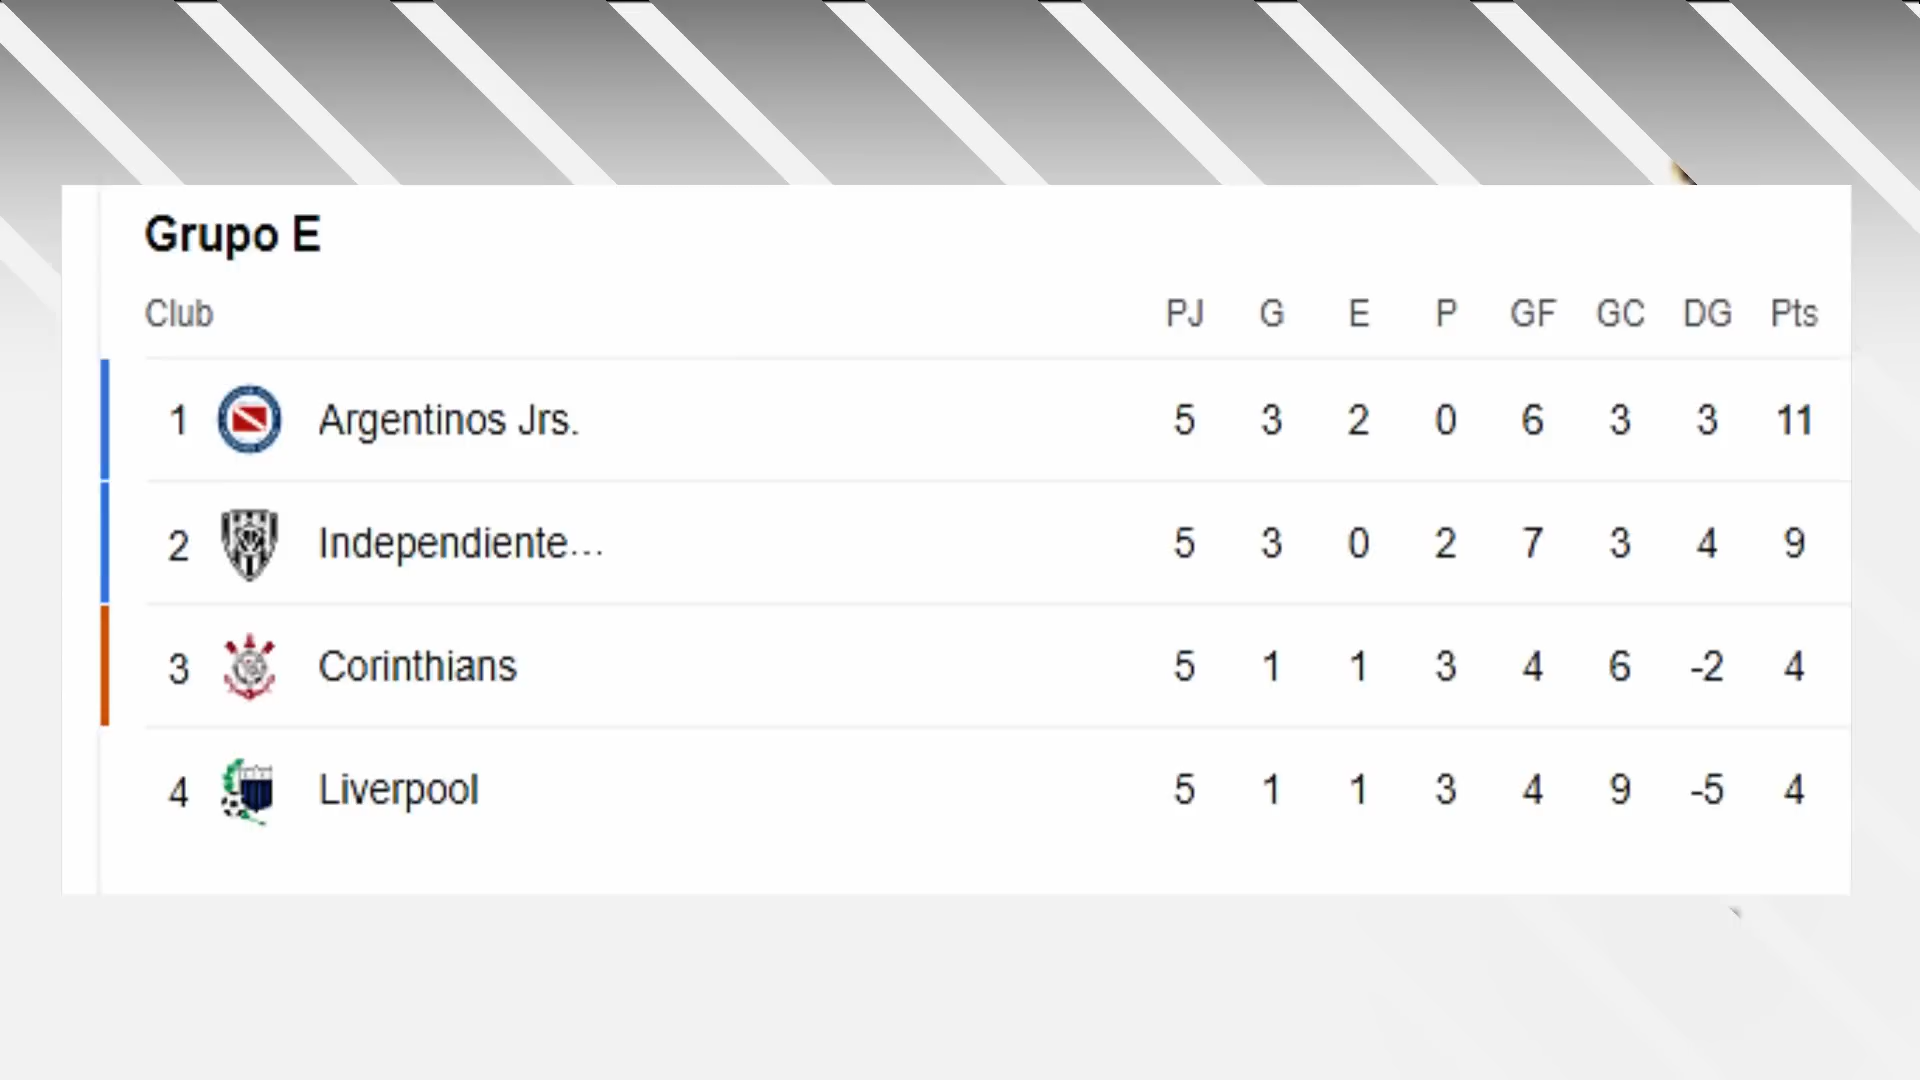 Grupo E
Club PJ G E P GF GC DG Pts
1 Argentinos Jrs. 5 3 2 0 6 3 3 11
2 Independiente... 5 3 0 2 7 3 4 9
3 Corinthians 5 1 1 3 4 6 -2 4
4 Liverpool 5 1 1 3 4 9 -5 4